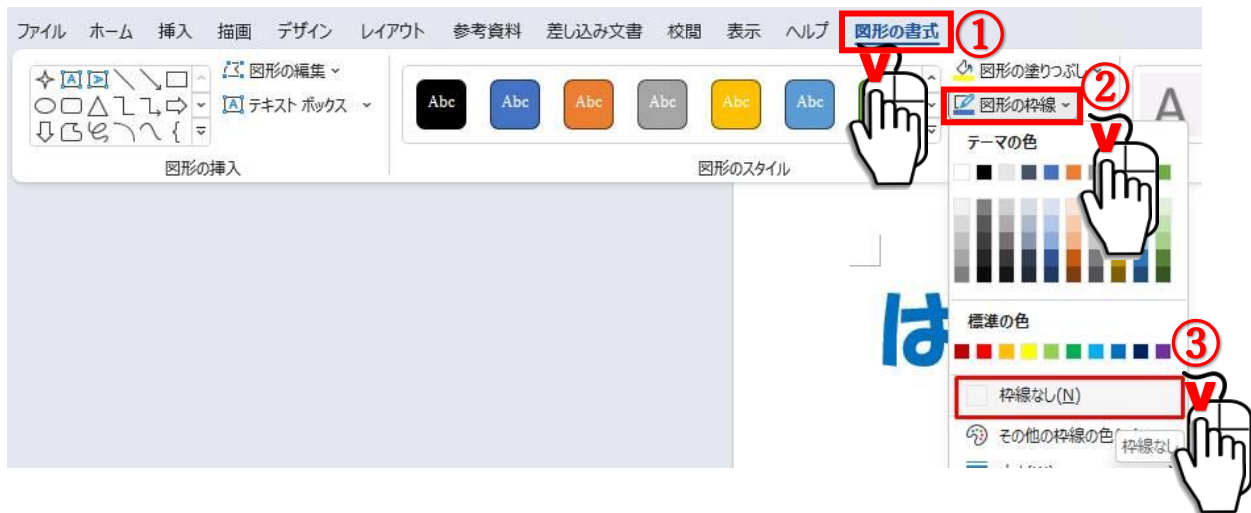 ファイル ホーム 挿入 描画 デザイン レイアウト 参考資料 差し込み文書 校閲 表示 ヘルプ 図形の書式 ①
図形の編集
テキスト ボックス
図形の挿入
Abc Abc Abc Abc Abc Abc
図形のスタイル
図形の塗りつぶし
図形の枠線 ②
A
テーマの色
標準の色
③
枠線なし(N)
その他の枠線の色
枠線なし
は